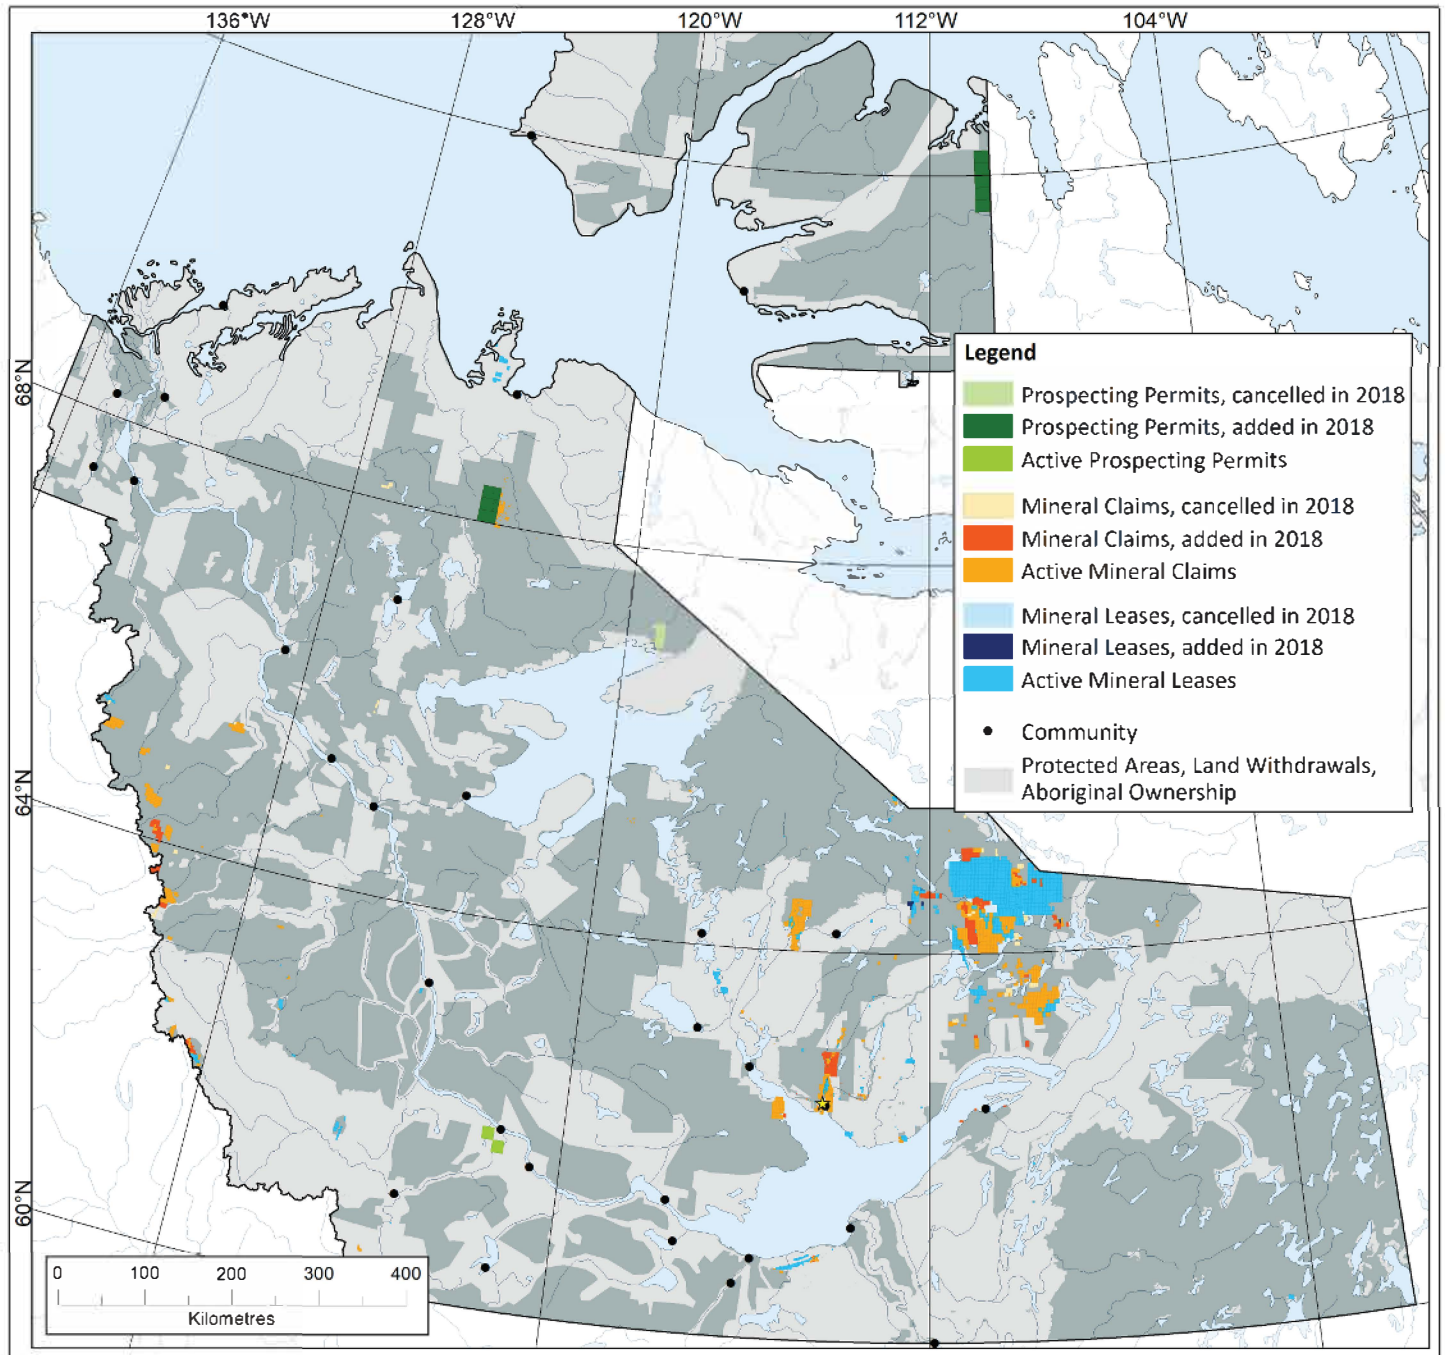 136°W 128°W 120°W 112°W 104°W
68°N
64°N
60°N
Legend
Prospecting Permits, cancelled in 2018
Prospecting Permits, added in 2018
Active Prospecting Permits
Mineral Claims, cancelled in 2018
Mineral Claims, added in 2018
Active Mineral Claims
Mineral Leases, cancelled in 2018
Mineral Leases, added in 2018
Active Mineral Leases
Community
Protected Areas, Land Withdrawals,
Aboriginal Ownership
0 100 200 300 400
Kilometres